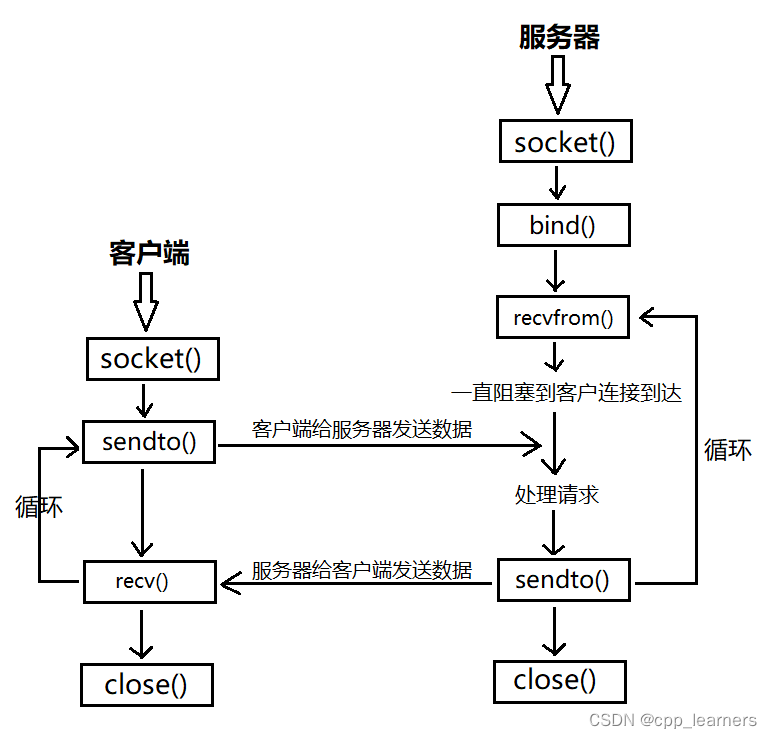 服务器
socket()
bind()
客户端
recvfrom()
socket()
一直阻塞到客户连接到达
客户端给服务器发送数据
sendto()
循环
处理请求
循环
服务器给客户端发送数据
recv()
sendto()
close()
close()
CSDN @cpp_learners